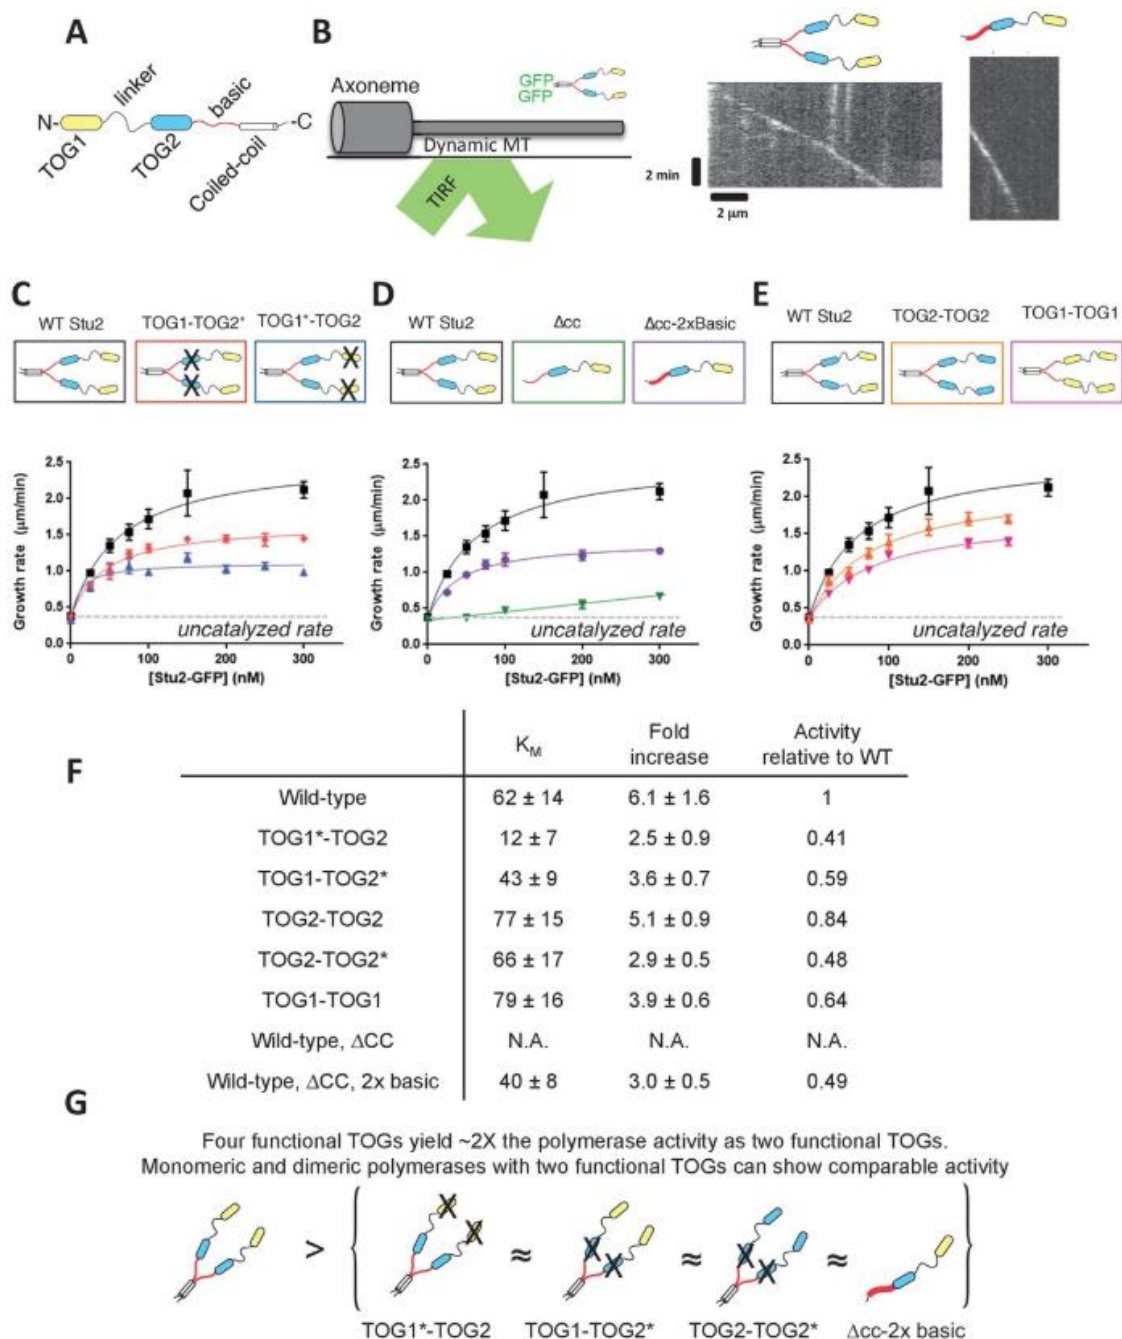 A
N-
TOG1
linker
TOG2
basic
Coiled-coil
-C
B
Axoneme
GFP
GFP
Dynamic MT
TIRF
2 min
2 μm
C
WT Stu2
TOG1-TOG2*
TOG1*-TOG2
D
WT Stu2
Δcc
Δcc-2xBasic
E
WT Stu2
TOG2-TOG2
TOG1-TOG1
Growth rate (μm/min)
2.5
2.0
1.5
1.0
0.5
0.0
uncatalyzed rate
0 100 200 300
[Stu2-GFP] (nM)
Growth rate (μm/min)
2.5
2.0
1.5
1.0
0.5
0.0
uncatalyzed rate
0 100 200 300
[Stu2-GFP] (nM)
Growth rate (μm/min)
2.5
2.0
1.5
1.0
0.5
0.0
uncatalyzed rate
0 100 200 300
[Stu2-GFP] (nM)
F
KM Fold increase Activity relative to WT
Wild-type 62 ± 14 6.1 ± 1.6 1
TOG1*-TOG2 12 ± 7 2.5 ± 0.9 0.41
TOG1-TOG2* 43 ± 9 3.6 ± 0.7 0.59
TOG2-TOG2 77 ± 15 5.1 ± 0.9 0.84
TOG2-TOG2* 66 ± 17 2.9 ± 0.5 0.48
TOG1-TOG1 79 ± 16 3.9 ± 0.6 0.64
Wild-type, ΔCC N.A. N.A. N.A.
Wild-type, ΔCC, 2x basic 40 ± 8 3.0 ± 0.5 0.49
G
Four functional TOGs yield ~2X the polymerase activity as two functional TOGs.
Monomeric and dimeric polymerases with two functional TOGs can show comparable activity
> ≈ ≈ ≈
TOG1*-TOG2 TOG1-TOG2* TOG2-TOG2* Δcc-2x basic